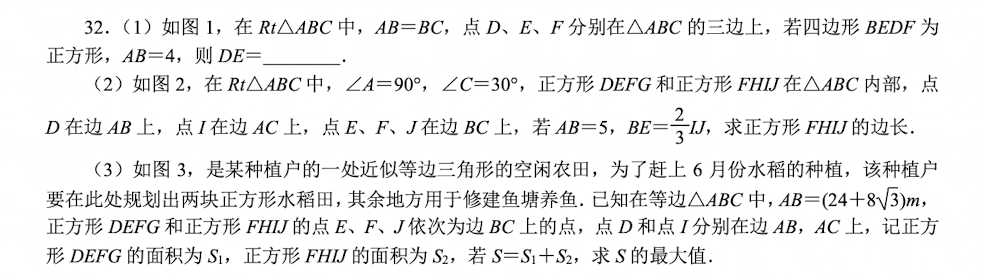 32.（1）如图 1，在 Rt△ABC 中，AB＝BC，点 D、E、F 分别在△ABC 的三边上，若四边形 BEDF 为
正方形，AB＝4，则 DE＝________．
（2）如图 2，在 Rt△ABC 中，∠A＝90°，∠C＝30°，正方形 DEFG 和正方形 FHIJ 在△ABC 内部，点
D 在边 AB 上，点 I 在边 AC 上，点 E、F、J 在边 BC 上，若 AB＝5，BE＝2/3IJ，求正方形 FHIJ 的边长．
（3）如图 3，是某种植户的一处近似等边三角形的空闲农田，为了赶上 6 月份水稻的种植，该种植户
要在此处规划出两块正方形水稻田，其余地方用于修建鱼塘养鱼．已知在等边△ABC 中，AB＝(24＋8√3)m，
正方形 DEFG 和正方形 FHIJ 的点 E、F、J 依次为边 BC 上的点，点 D 和点 I 分别在边 AB，AC 上，记正方
形 DEFG 的面积为 S₁，正方形 FHIJ 的面积为 S₂，若 S＝S₁＋S₂，求 S 的最大值．